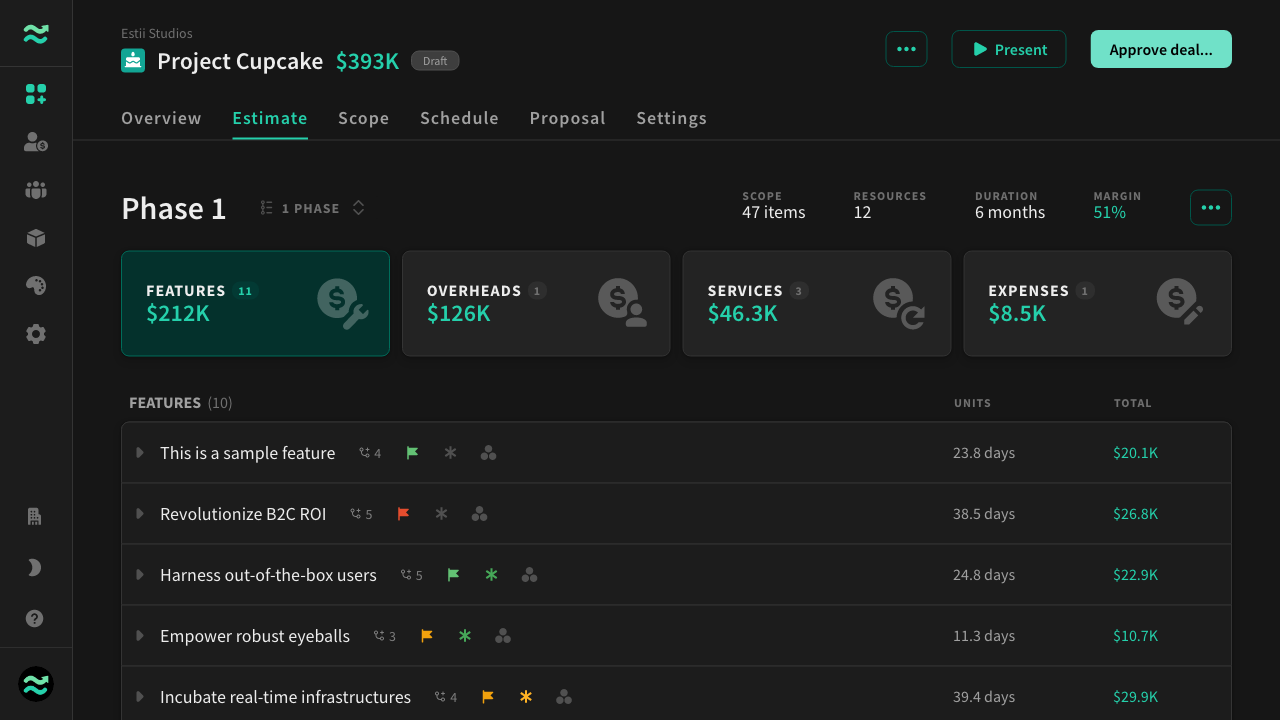 Estii Studios
Project Cupcake $393K Draft
••• Present Approve deal...
Overview Estimate Scope Schedule Proposal Settings
Phase 1 1 PHASE
SCOPE RESOURCES DURATION MARGIN
47 items 12 6 months 51%
FEATURES 11 OVERHEADS 1 SERVICES 3 EXPENSES 1
$212K $126K $46.3K $8.5K
FEATURES (10) UNITS TOTAL
This is a sample feature 4 23.8 days $20.1K
Revolutionize B2C ROI 5 38.5 days $26.8K
Harness out-of-the-box users 5 24.8 days $22.9K
Empower robust eyeballs 3 11.3 days $10.7K
Incubate real-time infrastructures 4 39.4 days $29.9K